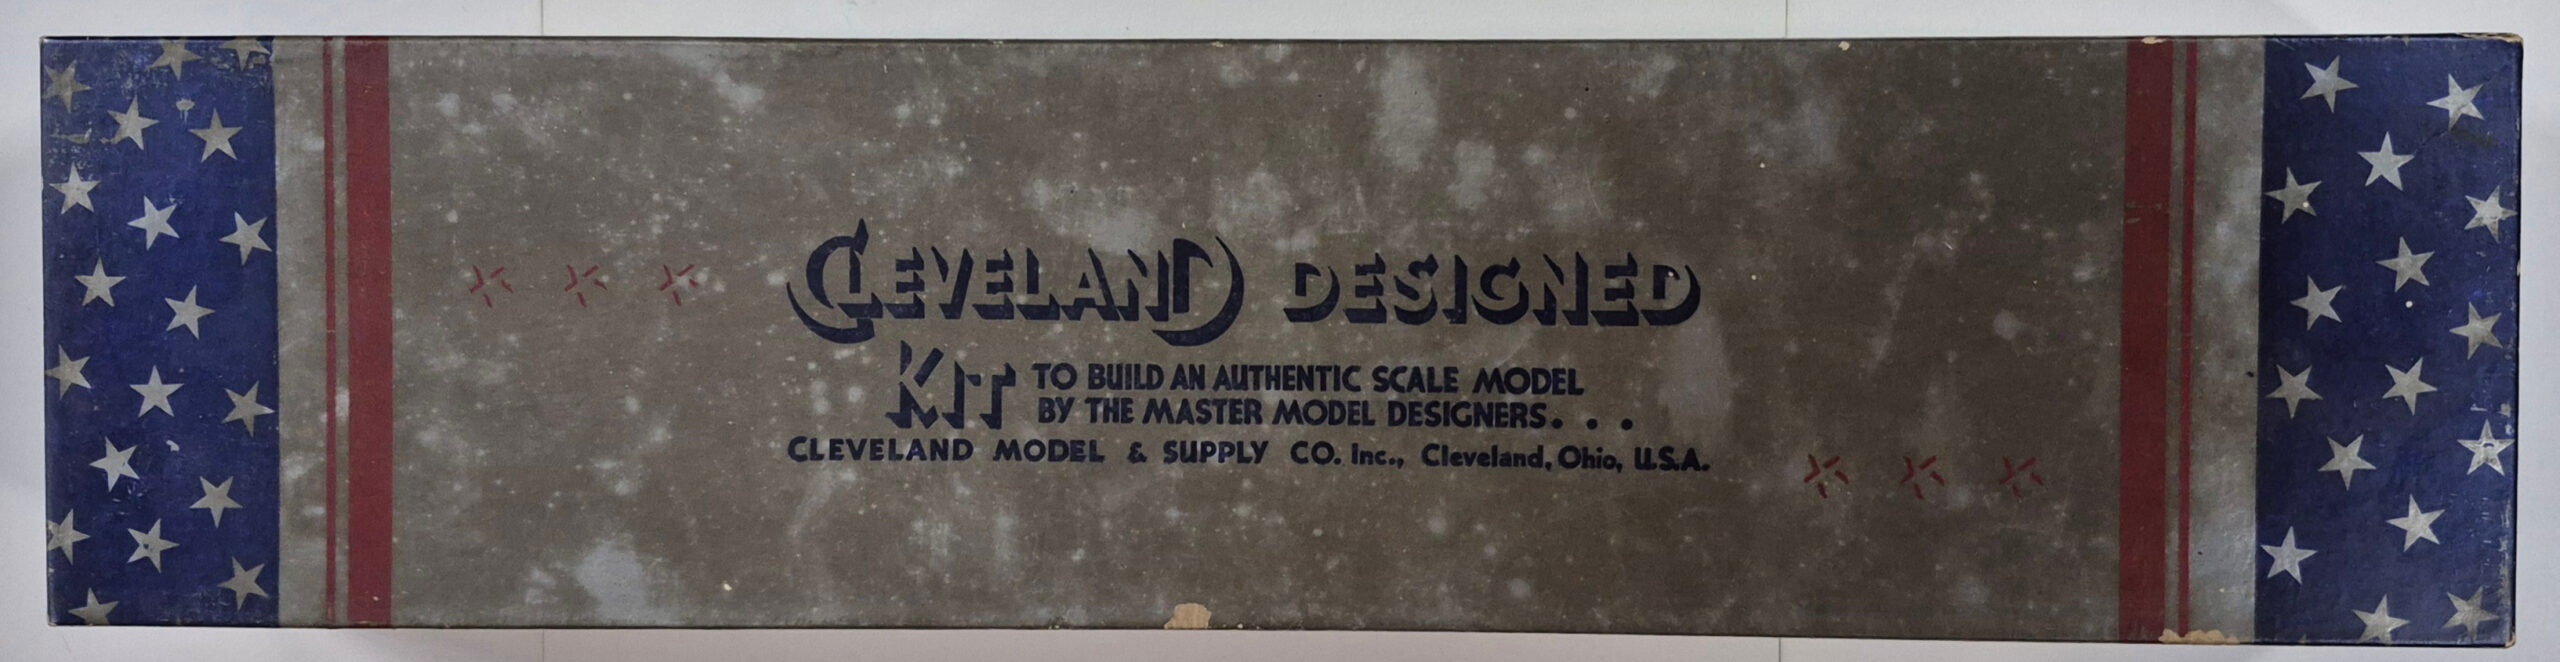 CLEVELAND DESIGNED
KIT TO BUILD AN AUTHENTIC SCALE MODEL
BY THE MASTER MODEL DESIGNERS...
CLEVELAND MODEL & SUPPLY CO. Inc., Cleveland, Ohio, U.S.A.